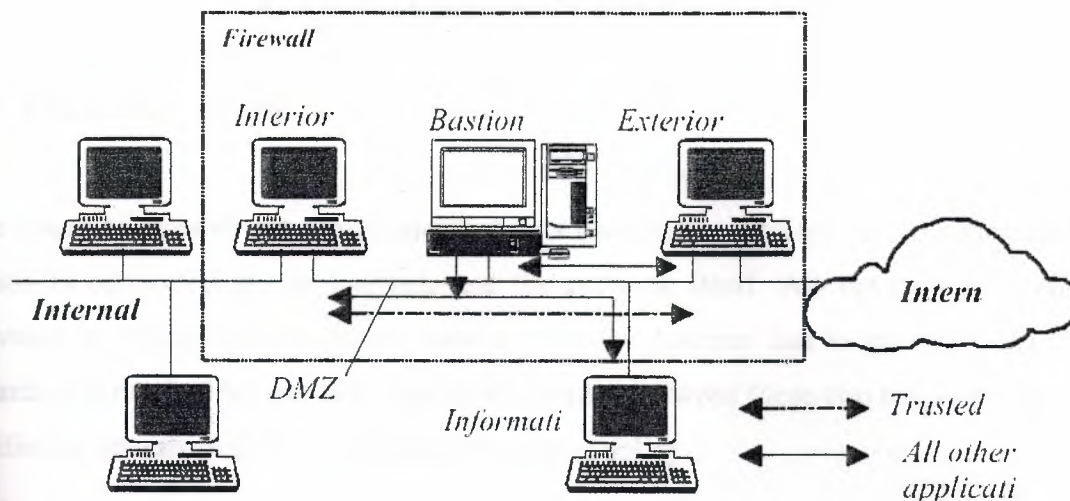 Firewall
Interior
Bastion
Exterior
Internal
Intern
DMZ
Informati
Trusted
All other
applicati